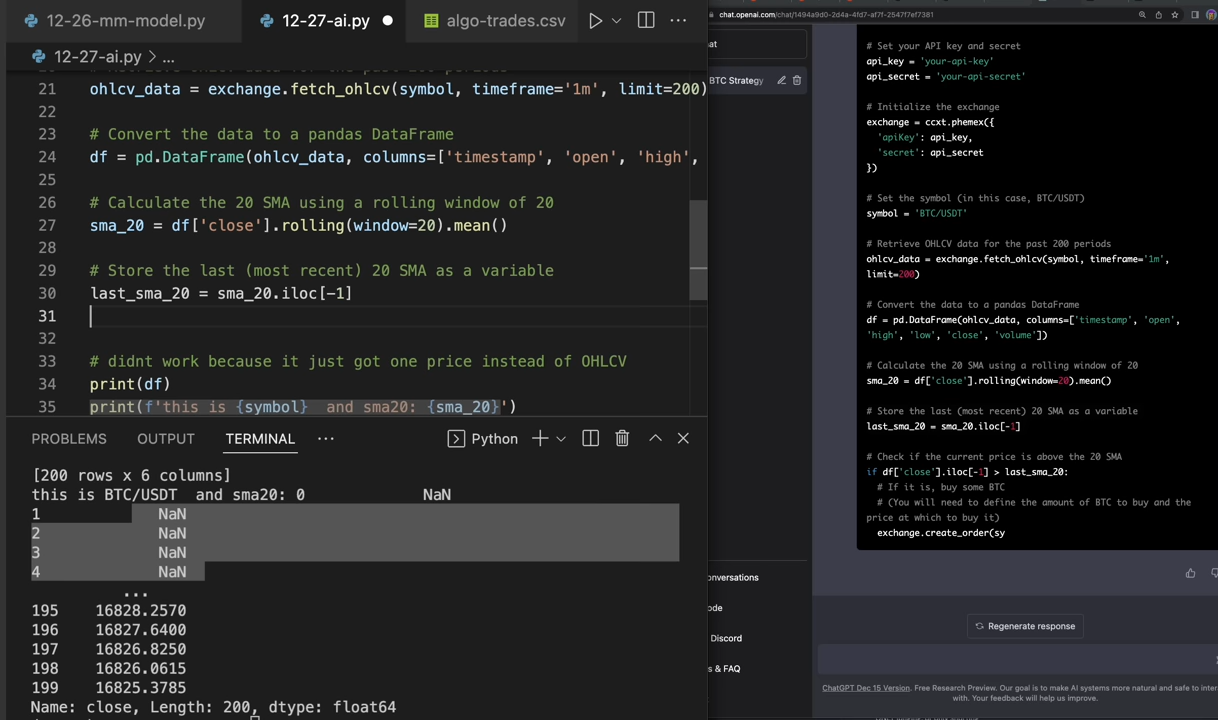 12-26-mm-model.py
12-27-ai.py
algo-trades.csv
12-27-ai.py > ...
21 ohlcv_data = exchange.fetch_ohlcv(symbol, timeframe='1m', limit=200)
22
23 # Convert the data to a pandas DataFrame
24 df = pd.DataFrame(ohlcv_data, columns=['timestamp', 'open', 'high',
25
26 # Calculate the 20 SMA using a rolling window of 20
27 sma_20 = df['close'].rolling(window=20).mean()
28
29 # Store the last (most recent) 20 SMA as a variable
30 last_sma_20 = sma_20.iloc[-1]
31
32
33 # didnt work because it just got one price instead of OHLCV
34 print(df)
35 print(f'this is {symbol}  and sma20: {sma_20}')
PROBLEMS OUTPUT TERMINAL ... Python
[200 rows x 6 columns]
this is BTC/USDT  and sma20: 0 NaN
1 NaN
2 NaN
3 NaN
4 NaN
...
195 16828.2570
196 16827.6400
197 16826.8250
198 16826.0615
199 16825.3785
Name: close, Length: 200, dtype: float64
chat.openai.com/chat/1494a9d0-2d4a-4fd7-af7f-2547f7ef7381
at
BTC Strategy
onversations
ode
Discord
s & FAQ
# Set your API key and secret
api_key = 'your-api-key'
api_secret = 'your-api-secret'
# Initialize the exchange
exchange = ccxt.phemex({
'apiKey': api_key,
'secret': api_secret
})
# Set the symbol (in this case, BTC/USDT)
symbol = 'BTC/USDT'
# Retrieve OHLCV data for the past 200 periods
ohlcv_data = exchange.fetch_ohlcv(symbol, timeframe='1m',
limit=200)
# Convert the data to a pandas DataFrame
df = pd.DataFrame(ohlcv_data, columns=['timestamp', 'open',
'high', 'low', 'close', 'volume'])
# Calculate the 20 SMA using a rolling window of 20
sma_20 = df['close'].rolling(window=20).mean()
# Store the last (most recent) 20 SMA as a variable
last_sma_20 = sma_20.iloc[-1]
# Check if the current price is above the 20 SMA
if df['close'].iloc[-1] > last_sma_20:
# If it is, buy some BTC
# (You will need to define the amount of BTC to buy and the
price at which to buy it)
exchange.create_order(sy
Regenerate response
ChatGPT Dec 15 Version. Free Research Preview. Our goal is to make AI systems more natural and safe to inter
with. Your feedback will help us improve.